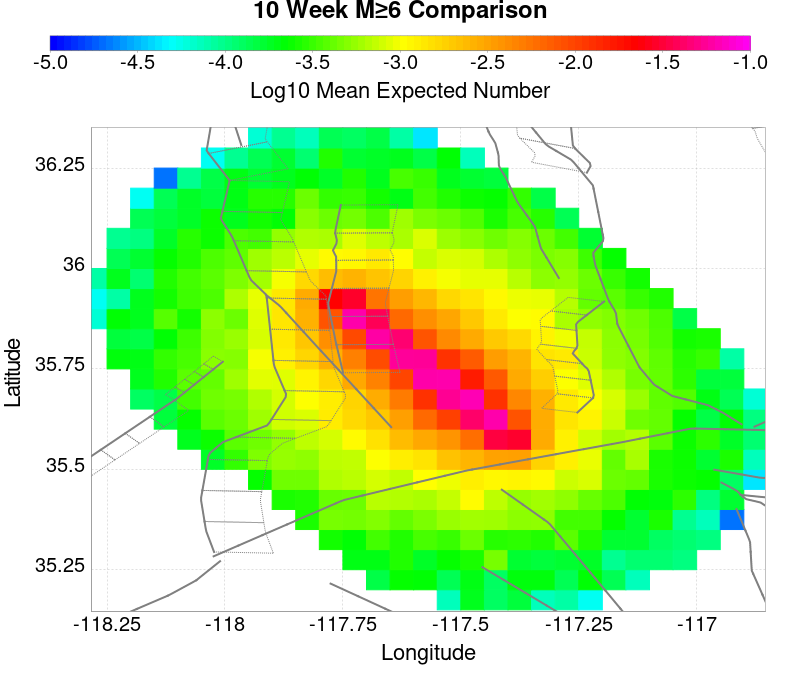 10 Week M≥6 Comparison
-5.0 -4.5 -4.0 -3.5 -3.0 -2.5 -2.0 -1.5 -1.0
Log10 Mean Expected Number
36.25
36
35.75
35.5
35.25
Latitude
-118.25 -118 -117.75 -117.5 -117.25 -117
Longitude